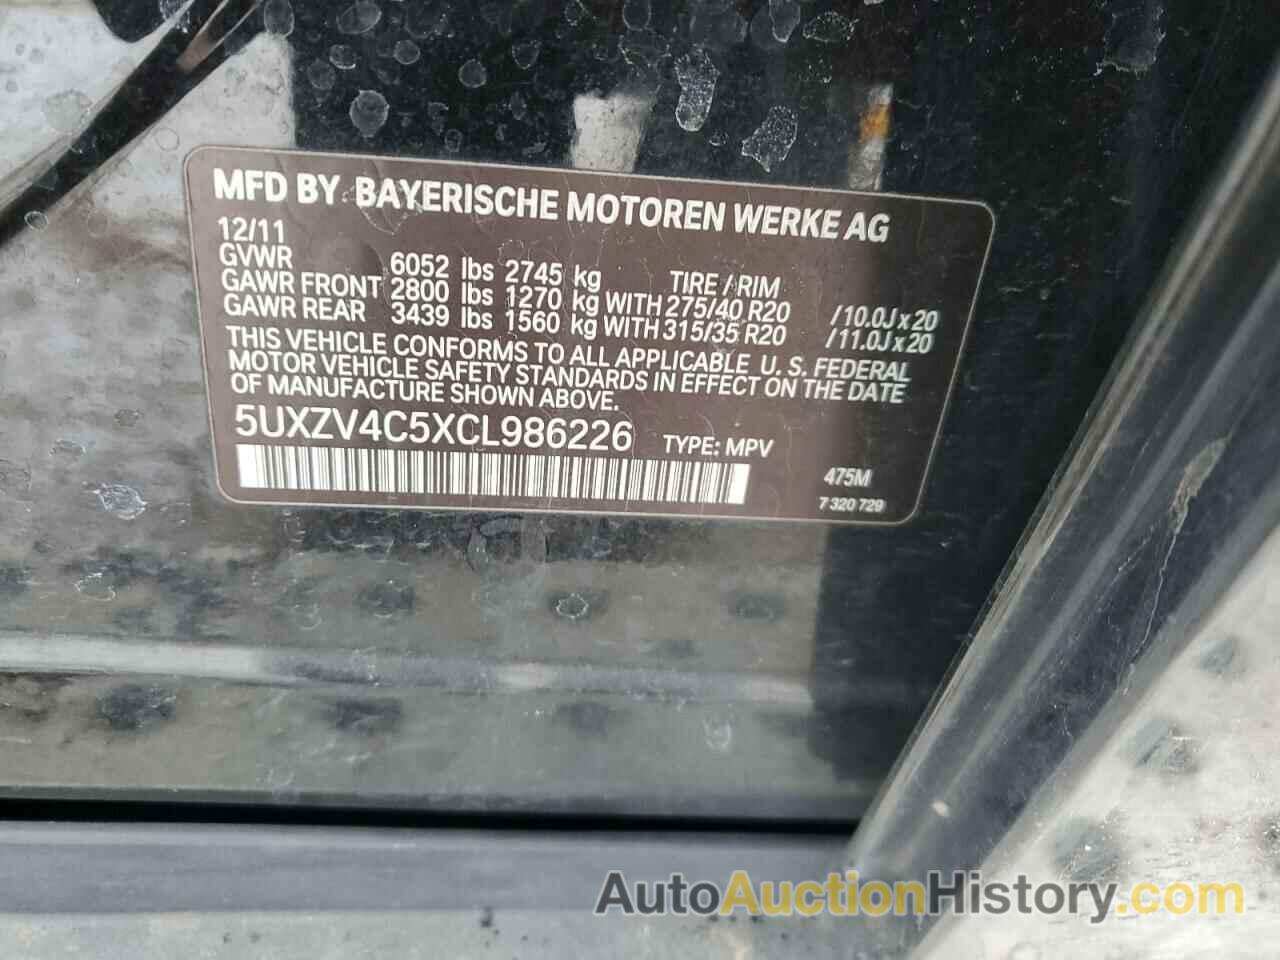 MFD BY BAYERISCHE MOTOREN WERKE AG
12/11
GVWR 6052 lbs 2745 kg TIRE / RIM
GAWR FRONT 2800 lbs 1270 kg WITH 275/40 R20 /10.0J x 20
GAWR REAR 3439 lbs 1560 kg WITH 315/35 R20 /11.0J x 20
THIS VEHICLE CONFORMS TO ALL APPLICABLE U. S. FEDERAL
MOTOR VEHICLE SAFETY STANDARDS IN EFFECT ON THE DATE
OF MANUFACTURE SHOWN ABOVE.
5UXZV4C5XCL986226 TYPE: MPV
475M
7 320 729
AutoAuctionHistory.com